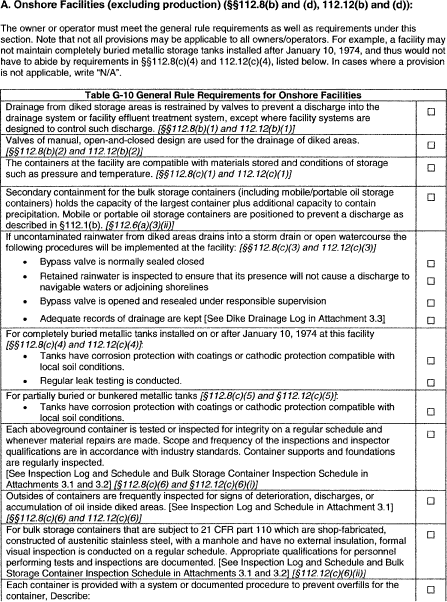 A. Onshore Facilities (excluding production) (§§112.8(b) and (d), 112.12(b) and (d)):
The owner or operator must meet the general rule requirements as well as requirements under this
section. Note that not all provisions may be applicable to all owners/operators. For example, a facility may
not maintain completely buried metallic storage tanks installed after January 10, 1974, and thus would not
have to abide by requirements in §§112.8(c)(4) and 112.12(c)(4), listed below. In cases where a provision
is not applicable, write "N/A".
Table G-10 General Rule Requirements for Onshore Facilities
Drainage from diked storage areas is restrained by valves to prevent a discharge into the
drainage system or facility effluent treatment system, except where facility systems are
designed to control such discharge. [§§112.8(b)(1) and 112.12(b)(1)]
Valves of manual, open-and-closed design are used for the drainage of diked areas.
[§§112.8(b)(2) and 112.12(b)(2)]
The containers at the facility are compatible with materials stored and conditions of storage
such as pressure and temperature. [§§112.8(c)(1) and 112.12(c)(1)]
Secondary containment for the bulk storage containers (including mobile/portable oil storage
containers) holds the capacity of the largest container plus additional capacity to contain
precipitation. Mobile or portable oil storage containers are positioned to prevent a discharge as
described in §112.1(b). [§112.6(a)(3)(ii)]
If uncontaminated rainwater from diked areas drains into a storm drain or open watercourse the
following procedures will be implemented at the facility: [§§112.8(c)(3) and 112.12(c)(3)]
• Bypass valve is normally sealed closed
• Retained rainwater is inspected to ensure that its presence will not cause a discharge to
navigable waters or adjoining shorelines
• Bypass valve is opened and resealed under responsible supervision
• Adequate records of drainage are kept [See Dike Drainage Log in Attachment 3.3]
For completely buried metallic tanks installed on or after January 10, 1974 at this facility
[§§112.8(c)(4) and 112.12(c)(4)]:
• Tanks have corrosion protection with coatings or cathodic protection compatible with
local soil conditions.
• Regular leak testing is conducted.
For partially buried or bunkered metallic tanks [§112.8(c)(5) and §112.12(c)(5)]:
• Tanks have corrosion protection with coatings or cathodic protection compatible with
local soil conditions.
Each aboveground container is tested or inspected for integrity on a regular schedule and
whenever material repairs are made. Scope and frequency of the inspections and inspector
qualifications are in accordance with industry standards. Container supports and foundations
are regularly inspected.
[See Inspection Log and Schedule and Bulk Storage Container Inspection Schedule in
Attachments 3.1 and 3.2] [§112.8(c)(6) and §112.12(c)(6)(i)]
Outsides of containers are frequently inspected for signs of deterioration, discharges, or
accumulation of oil inside diked areas. [See Inspection Log and Schedule in Attachment 3.1]
[§§112.8(c)(6) and 112.12(c)(6)]
For bulk storage containers that are subject to 21 CFR part 110 which are shop-fabricated,
constructed of austenitic stainless steel, with a manhole and have no external insulation, formal
visual inspection is conducted on a regular schedule. Appropriate qualifications for personnel
performing tests and inspections are documented. [See Inspection Log and Schedule and Bulk
Storage Container Inspection Schedule in Attachments 3.1 and 3.2] [§112.12(c)(6)(ii)]
Each container is provided with a system or documented procedure to prevent overfills for the
container, Describe: